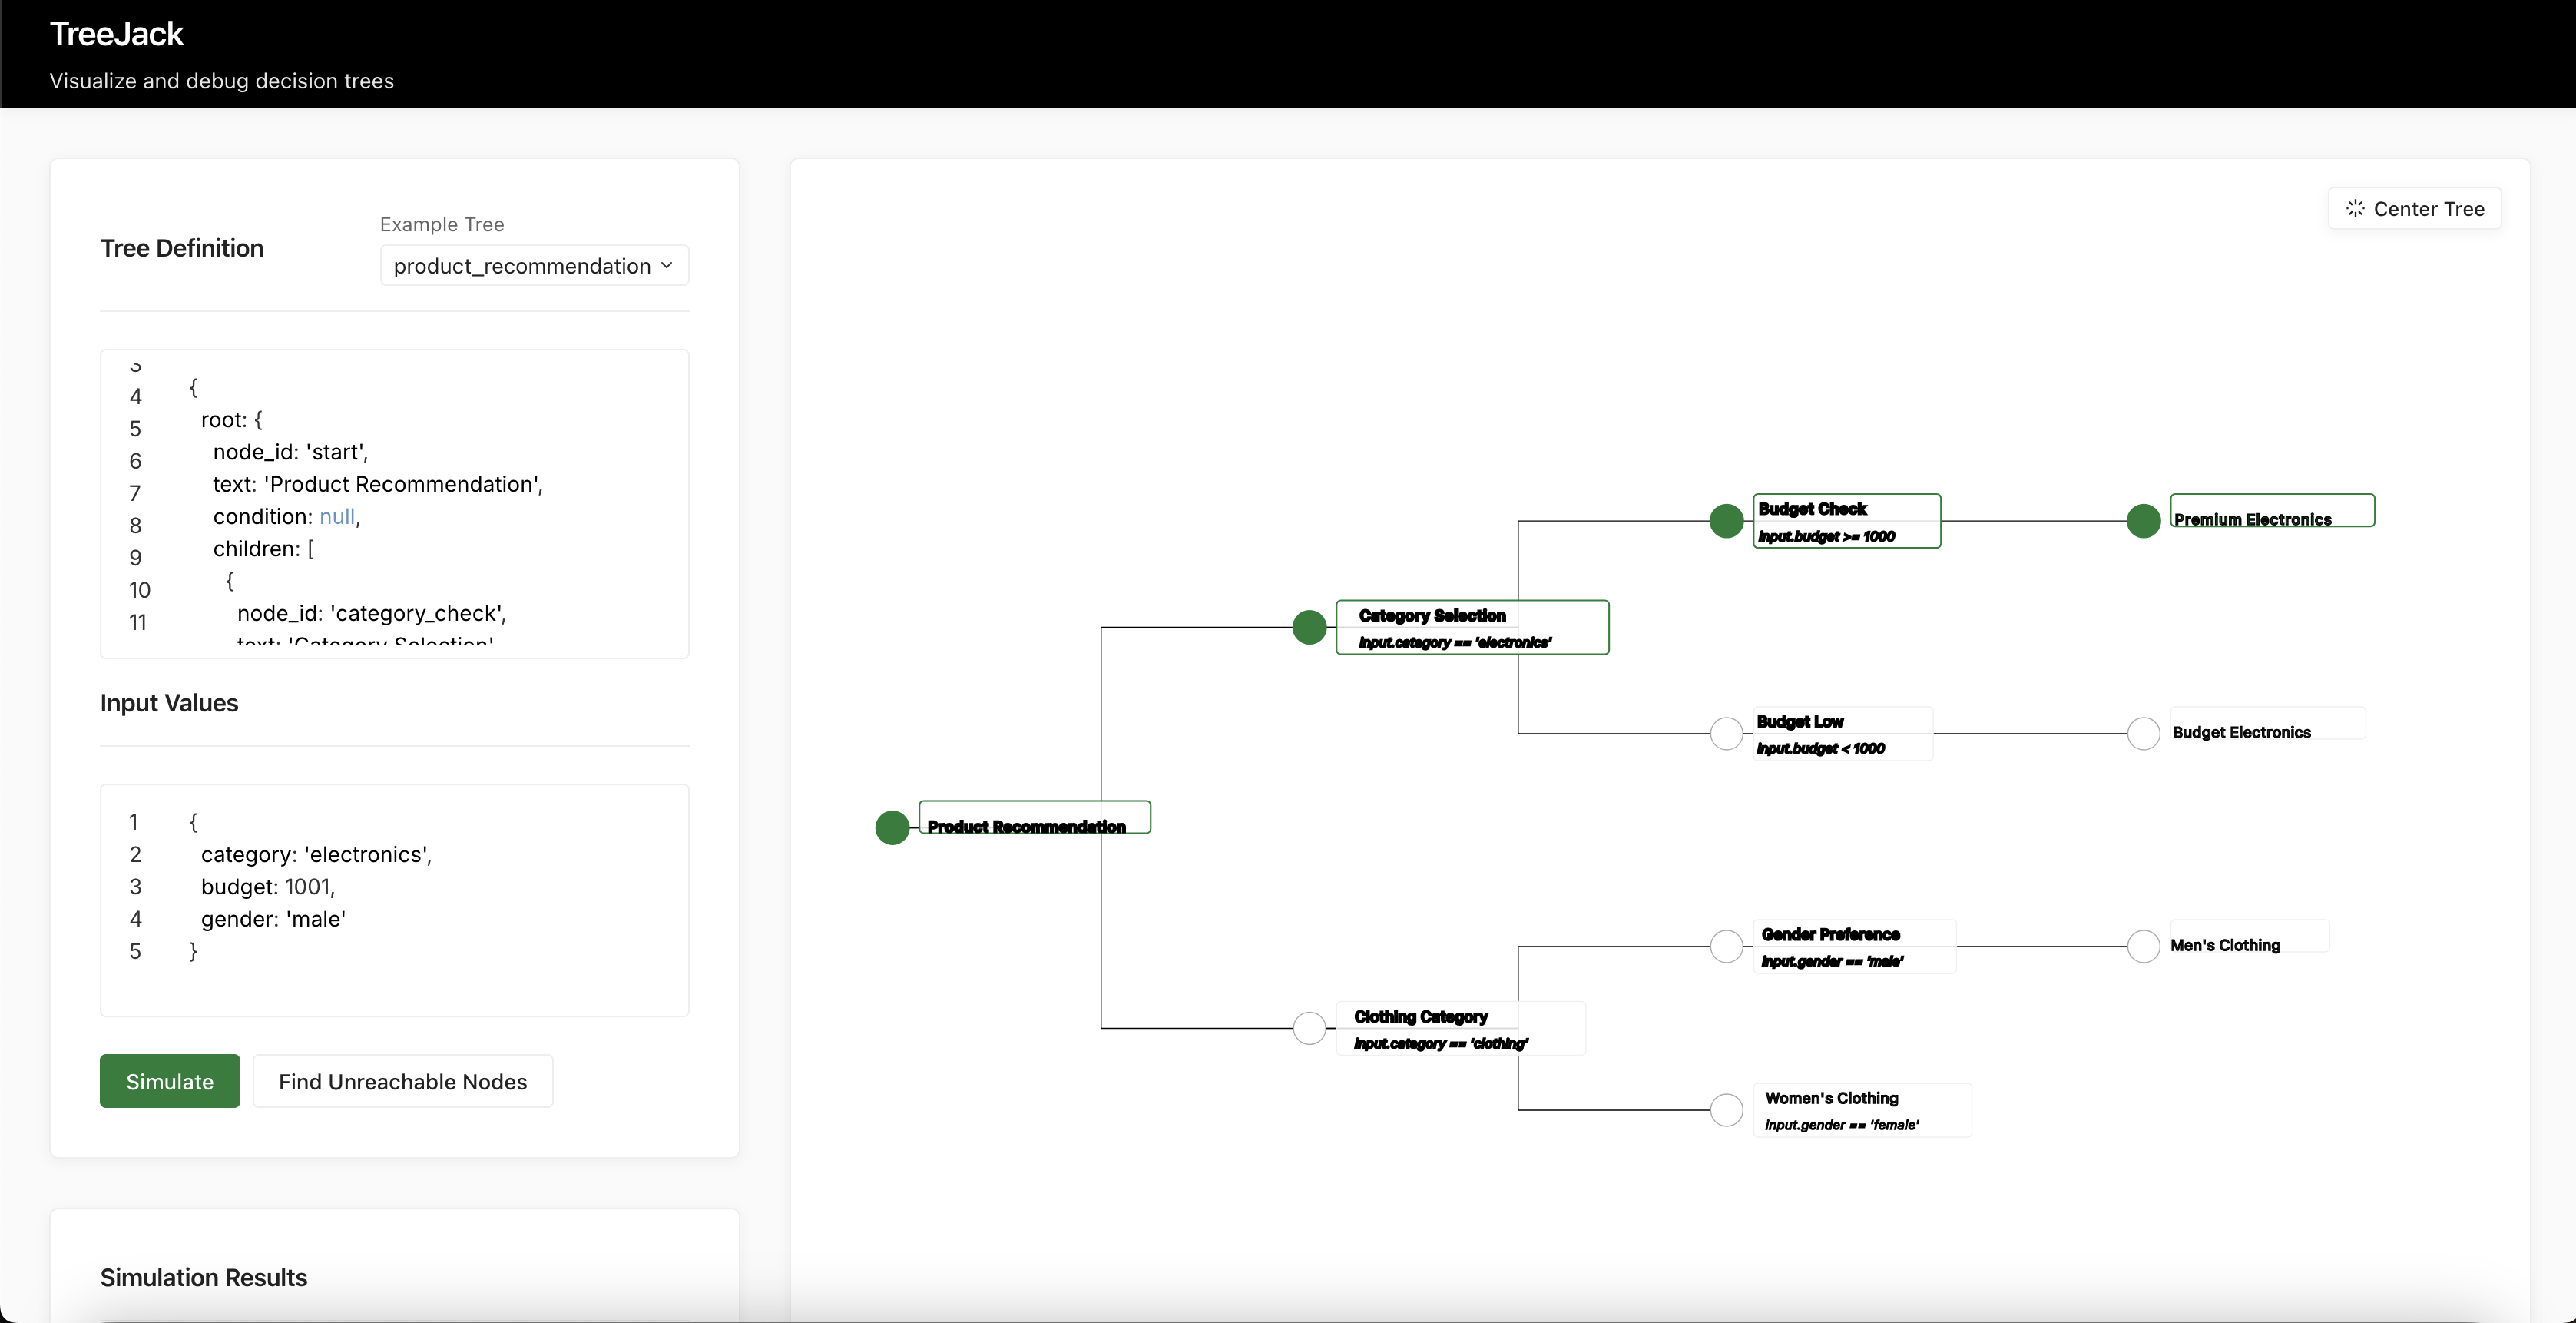 TreeJack
Visualize and debug decision trees
Tree Definition
Example Tree
product_recommendation
3
4
5
6
7
8
9
10
11
{
root: {
node_id: 'start',
text: 'Product Recommendation',
condition: null,
children: [
{
node_id: 'category_check',
text: 'Category Selection'
Input Values
1
2
3
4
5
{
category: 'electronics',
budget: 1001,
gender: 'male'
}
Simulate
Find Unreachable Nodes
Simulation Results
Center Tree
Product Recommendation
Category Selection
input.category == 'electronics'
Budget Check
input.budget >= 1000
Premium Electronics
Budget Low
input.budget < 1000
Budget Electronics
Clothing Category
input.category == 'clothing'
Gender Preference
input.gender == 'male'
Men's Clothing
Women's Clothing
input.gender == 'female'